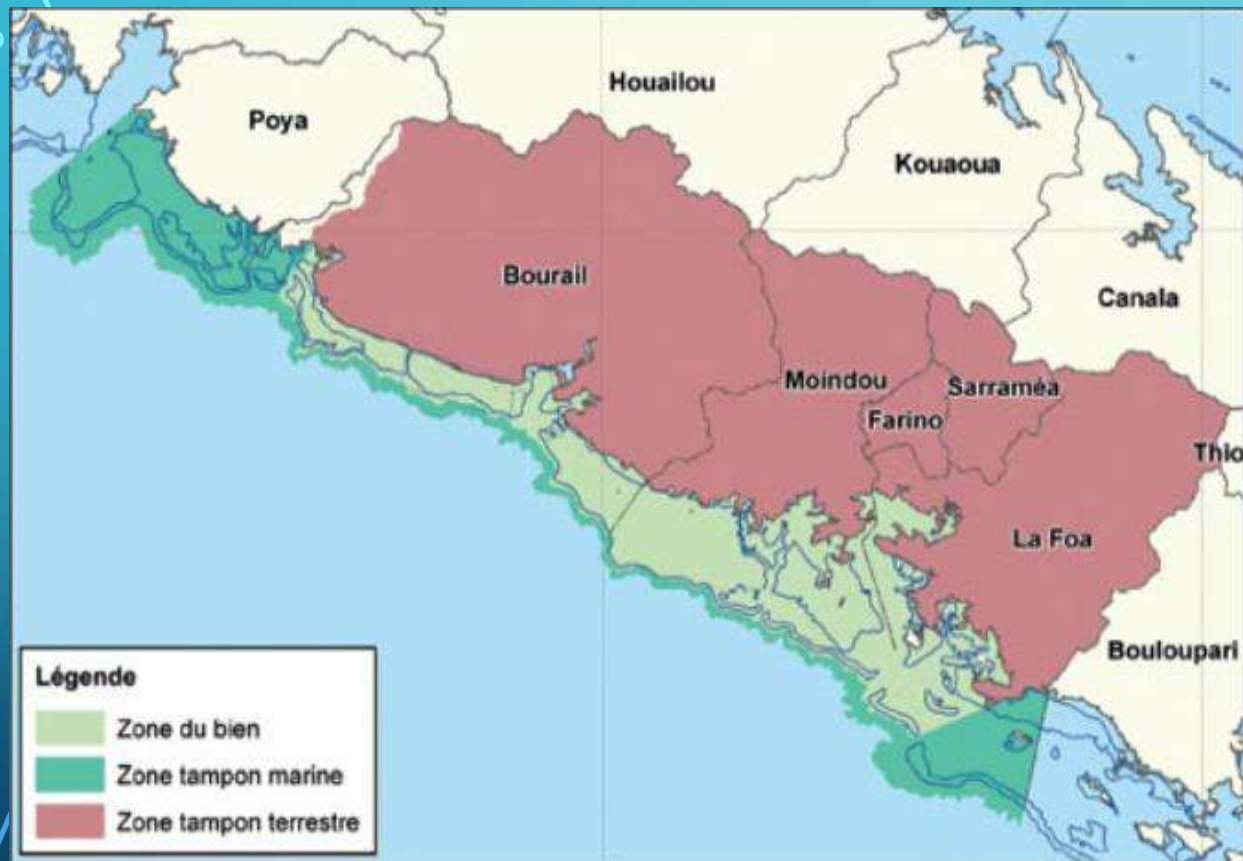 Houailou
Poya
Kouaoua
Bourail
Canala
Moindou
Sarraméa
Farino
Thio
La Foa
Bouloupari
Légende
Zone du bien
Zone tampon marine
Zone tampon terrestre